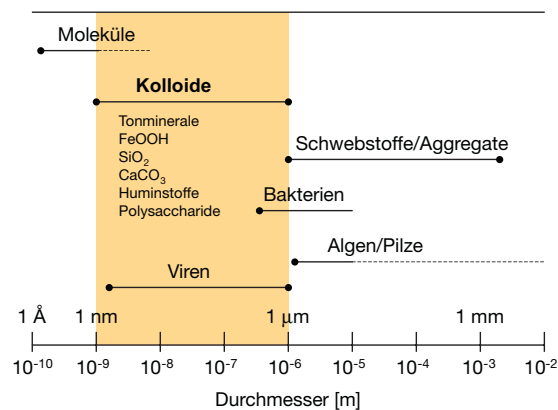 Moleküle
Kolloide
Tonminerale
FeOOH
SiO₂
CaCO₃
Huminstoffe
Polysaccharide
Schwebstoffe/Aggregate
Bakterien
Algen/Pilze
Viren
1 Å 1 nm 1 μm 1 mm
10⁻¹⁰ 10⁻⁹ 10⁻⁸ 10⁻⁷ 10⁻⁶ 10⁻⁵ 10⁻⁴ 10⁻³ 10⁻²
Durchmesser [m]